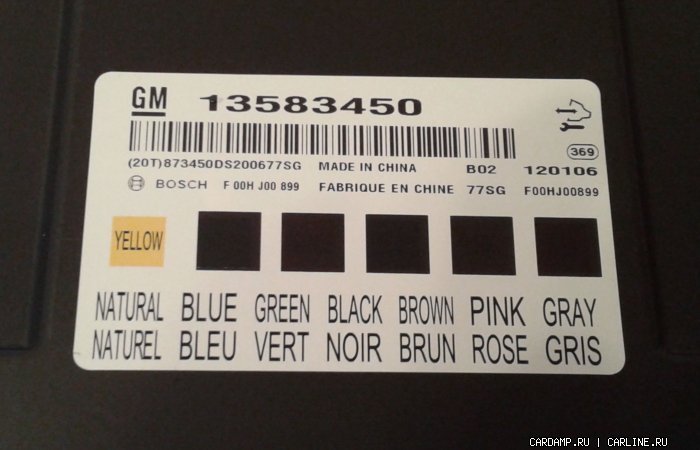 GM 13583450
369
(20T)873450DS200677SG MADE IN CHINA B02 120106
BOSCH F 00H J00 899 FABRIQUE EN CHINE 77SG F00HJ00899
YELLOW
NATURAL BLUE GREEN BLACK BROWN PINK GRAY
NATUREL BLEU VERT NOIR BRUN ROSE GRIS
CARDAMP.RU | CARLINE.RU